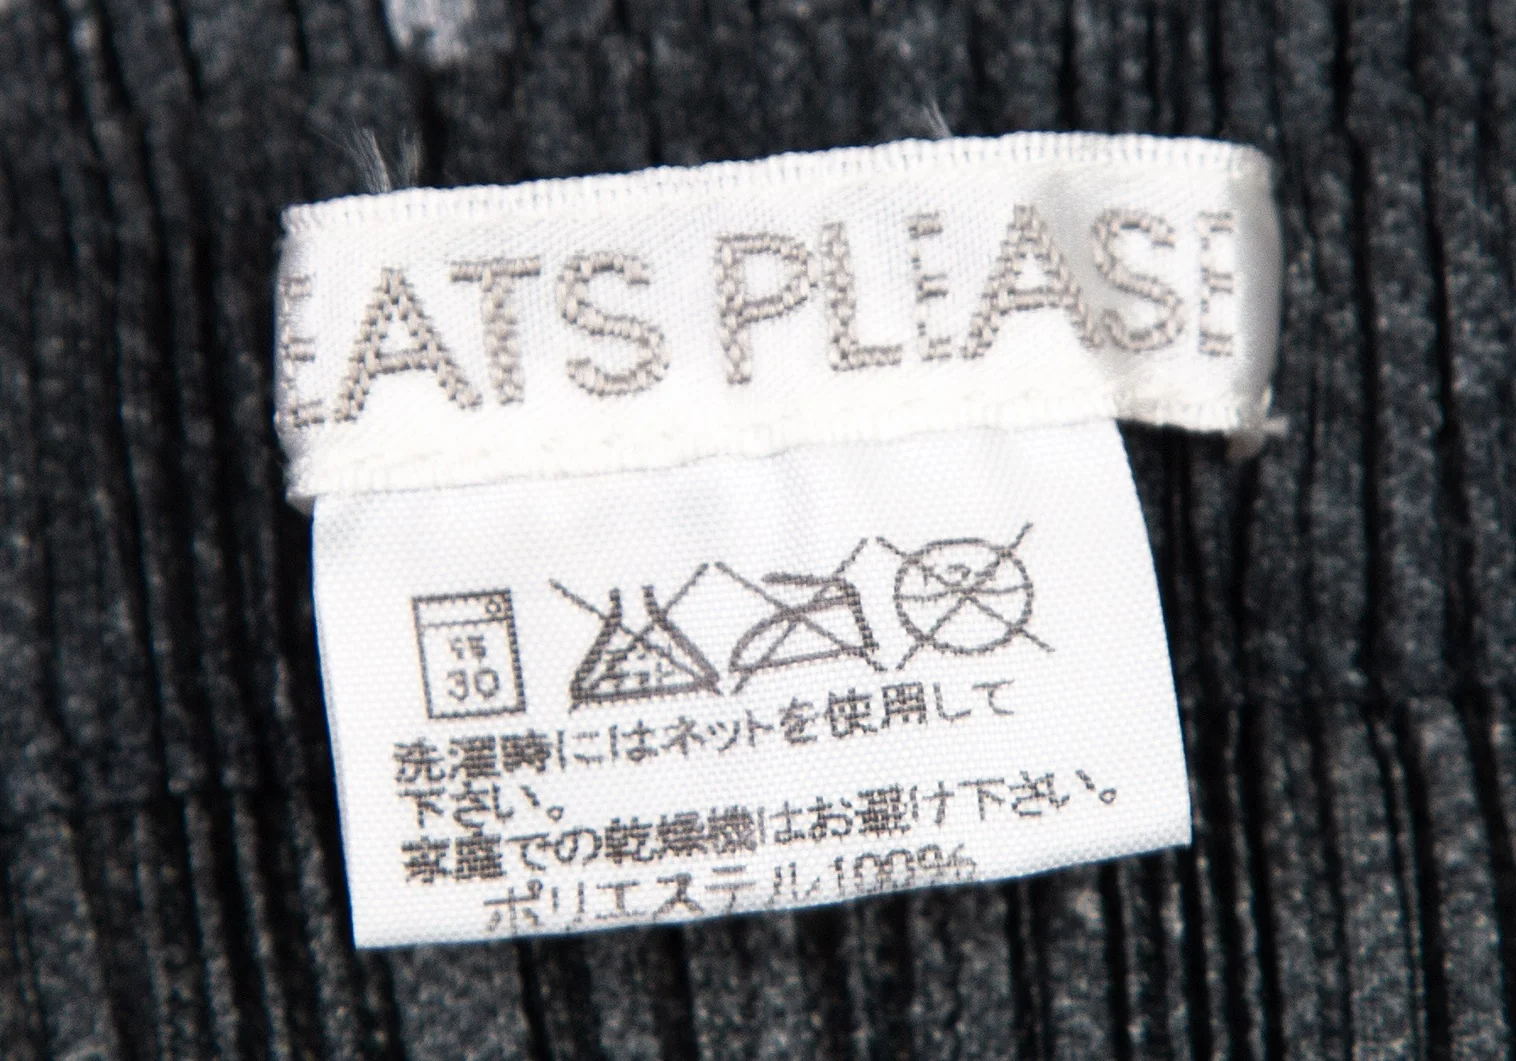 EATS PLEASE
弱
30
洗濯時にはネットを使用して
下さい。
家庭での乾燥機はお避け下さい。
ポリエステル100%